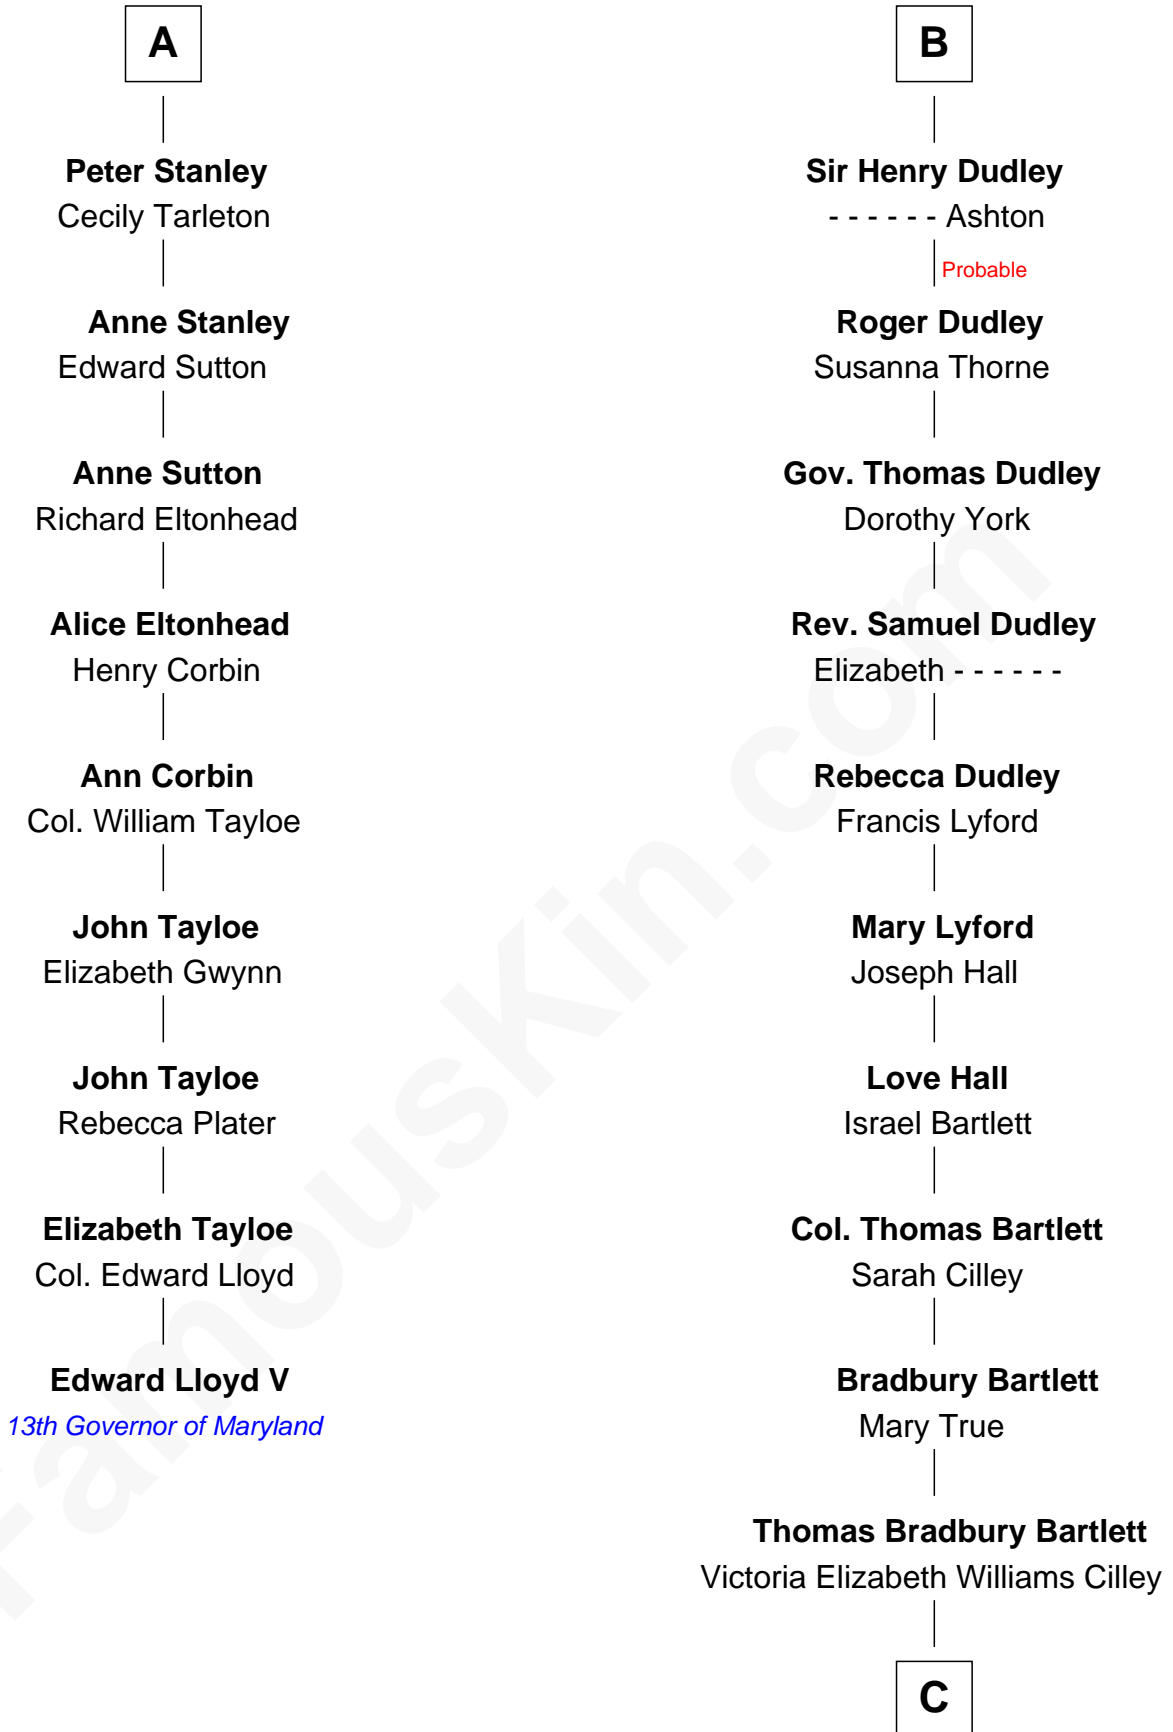 A
Peter Stanley
Cecily Tarleton
Anne Stanley
Edward Sutton
Anne Sutton
Richard Eltonhead
Alice Eltonhead
Henry Corbin
Ann Corbin
Col. William Tayloe
John Tayloe
Elizabeth Gwynn
John Tayloe
Rebecca Plater
Elizabeth Tayloe
Col. Edward Lloyd
Edward Lloyd V
13th Governor of Maryland
B
Sir Henry Dudley
- - - - - - Ashton
Probable
Roger Dudley
Susanna Thorne
Gov. Thomas Dudley
Dorothy York
Rev. Samuel Dudley
Elizabeth - - - - - -
Rebecca Dudley
Francis Lyford
Mary Lyford
Joseph Hall
Love Hall
Israel Bartlett
Col. Thomas Bartlett
Sarah Cilley
Bradbury Bartlett
Mary True
Thomas Bradbury Bartlett
Victoria Elizabeth Williams Cilley
C
FamousKin.com